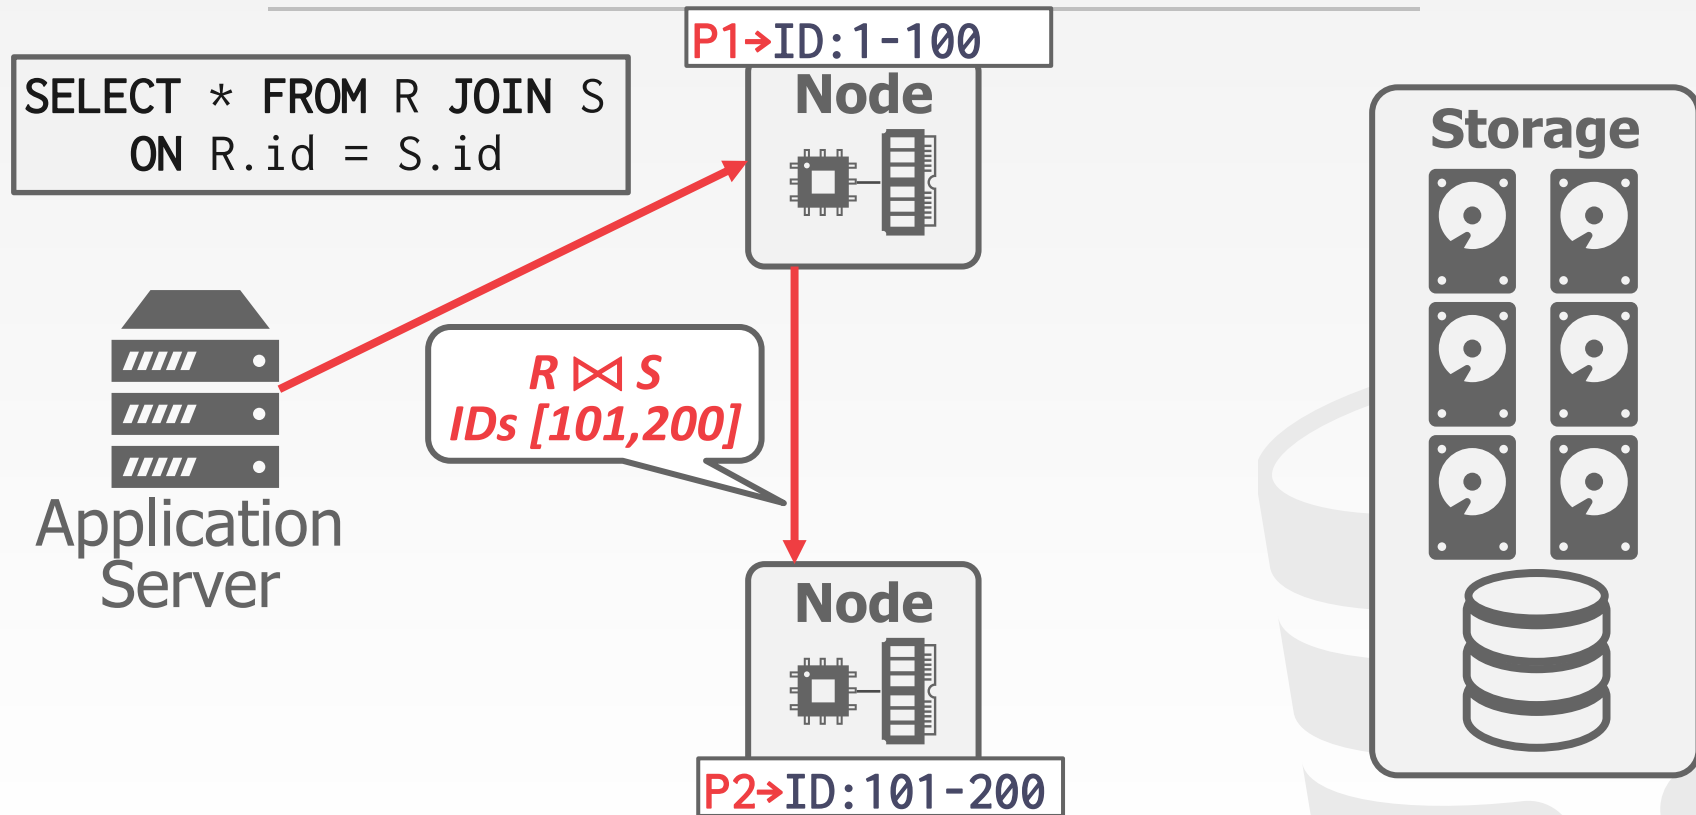 P1→ID:1-100
SELECT * FROM R JOIN S
ON R.id = S.id
Node
Storage
R ⋈ S
IDs [101,200]
Application
Server
Node
P2→ID:101-200